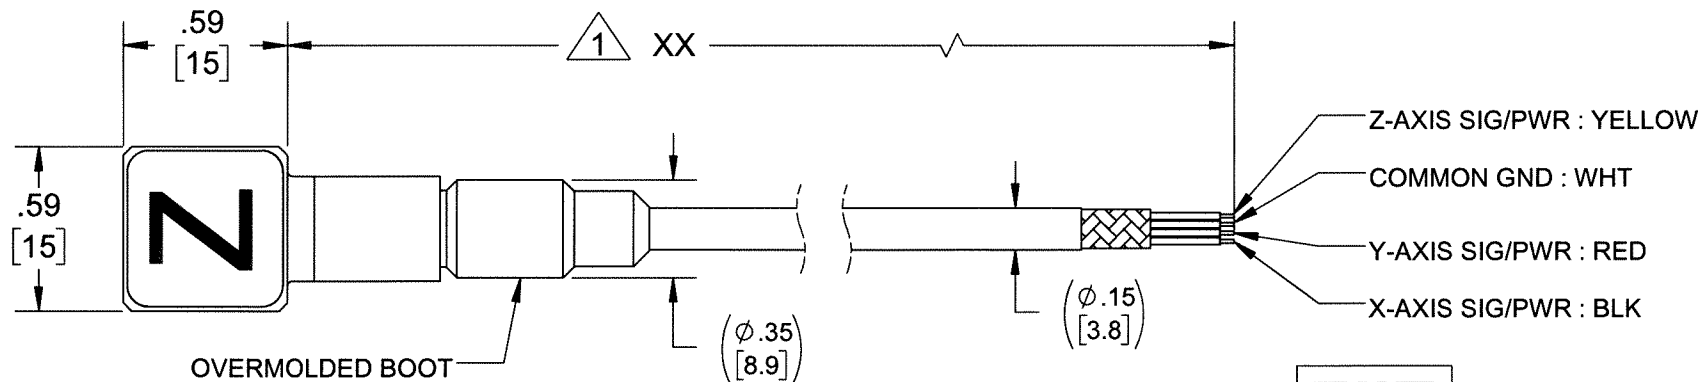 .59
[15]
1 XX
Z-AXIS SIG/PWR : YELLOW
COMMON GND : WHT
Y-AXIS SIG/PWR : RED
X-AXIS SIG/PWR : BLK
.59
[15]
Z
(⌀.15)
[3.8]
(⌀.35)
[8.9]
OVERMOLDED BOOT